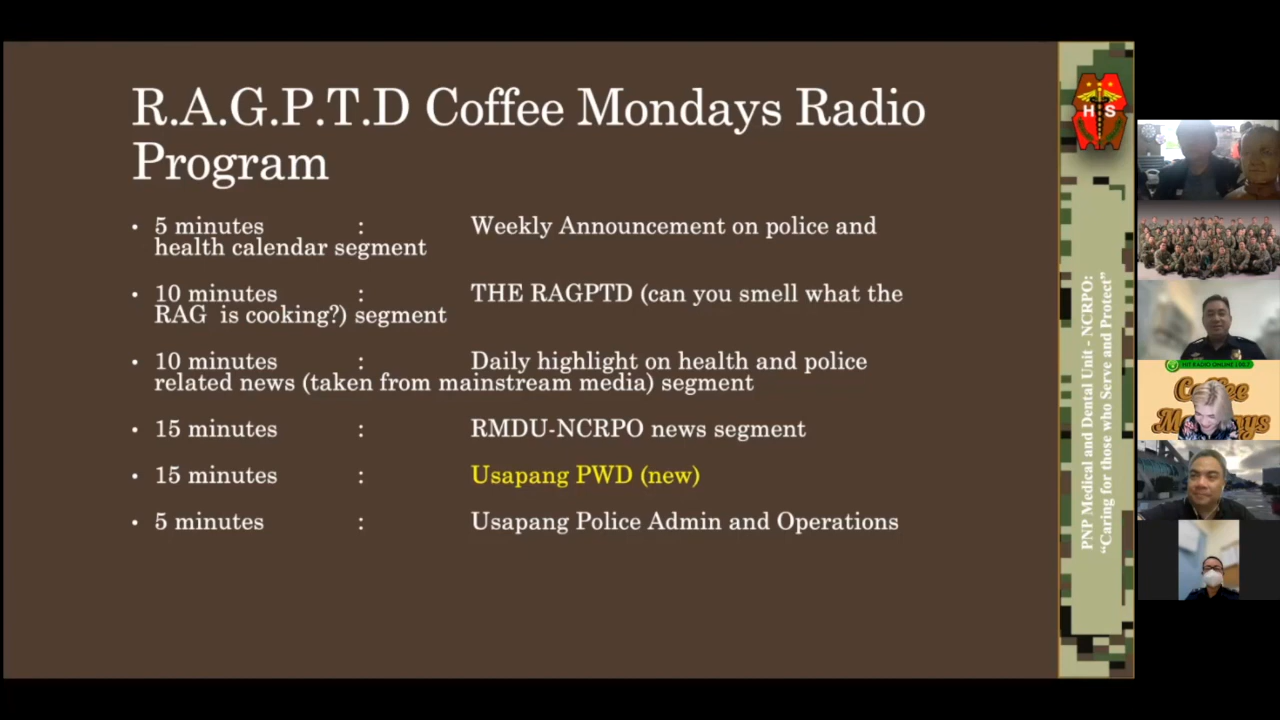 R.A.G.P.T.D Coffee Mondays Radio
Program
• 5 minutes : Weekly Announcement on police and
health calendar segment
• 10 minutes : THE RAGPTD (can you smell what the
RAG is cooking?) segment
• 10 minutes : Daily highlight on health and police
related news (taken from mainstream media) segment
• 15 minutes : RMDU-NCRPO news segment
• 15 minutes : Usapang PWD (new)
• 5 minutes : Usapang Police Admin and Operations
H S
PNP Medical and Dental Unit - NCRPO:
“Caring for those who Serve and Protect”
Coffee